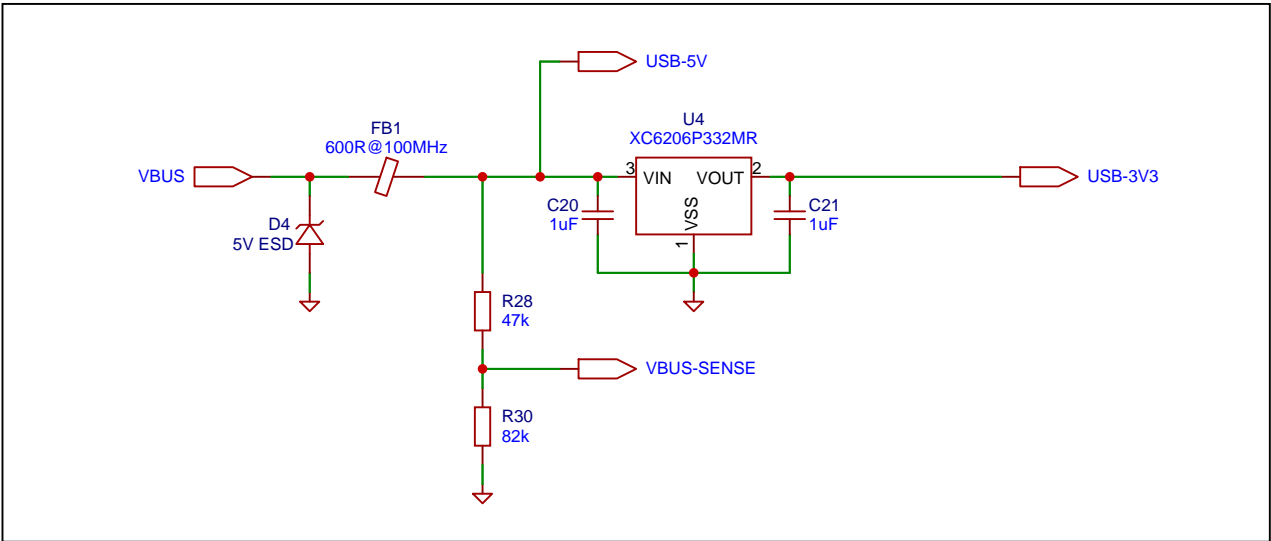 USB-5V
FB1
600R@100MHz
U4
XC6206P332MR
VBUS
3
VIN
VOUT
2
USB-3V3
VSS
1
C20
1uF
C21
1uF
D4
5V ESD
R28
47k
VBUS-SENSE
R30
82k